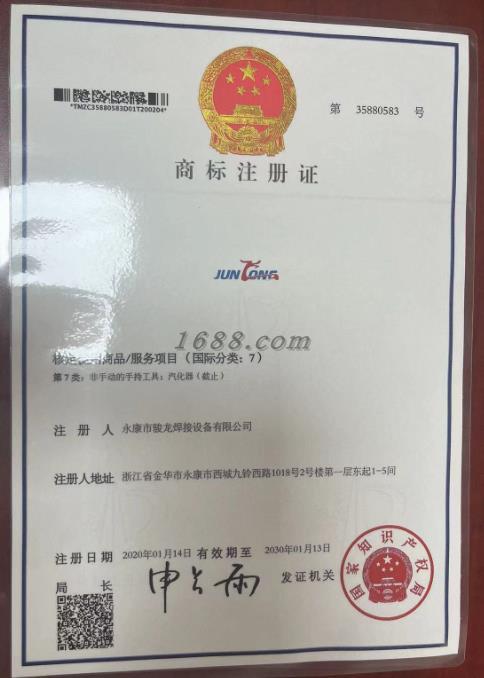 *TMZC35880583D01T200204*
第 35880583 号
商标注册证
JUNLONG
1688.com
核定使用商品/服务项目（国际分类：7）
第7类：非手动的手持工具；汽化器（截止）
注 册 人 永康市骏龙焊接设备有限公司
注册人地址 浙江省金华市永康市西城九铃西路1018号2号楼第一层东起1-5间
注册日期 2020年01月14日 有效期至 2030年01月13日
局 长 申长雨 发证机关
国家知识产权局